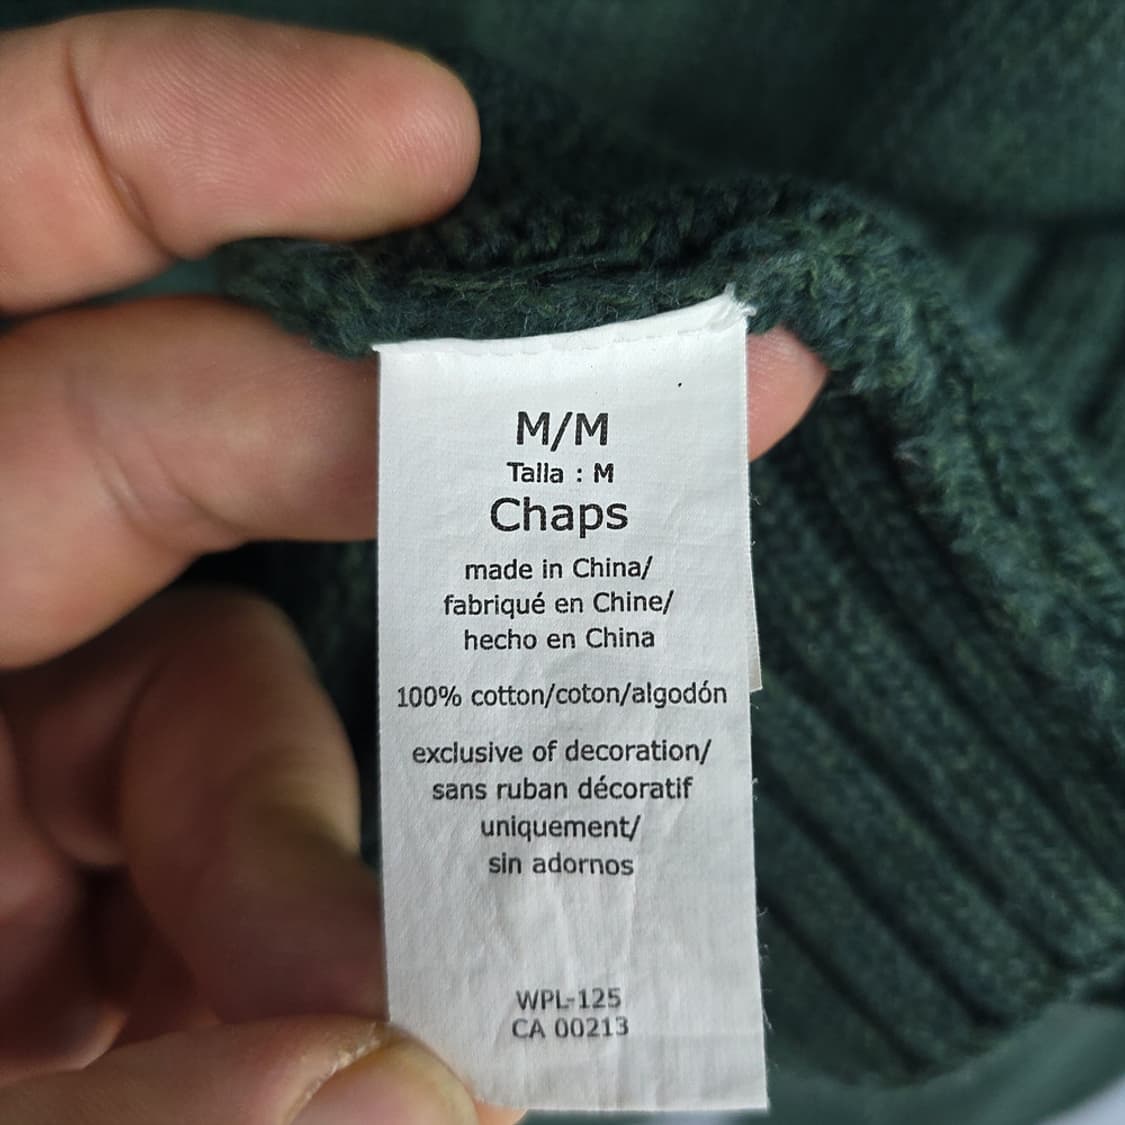 M/M
Talla : M
Chaps
made in China/
fabriqué en Chine/
hecho en China
100% cotton/coton/algodón
exclusive of decoration/
sans ruban décoratif
uniquement/
sin adornos
WPL-125
CA 00213